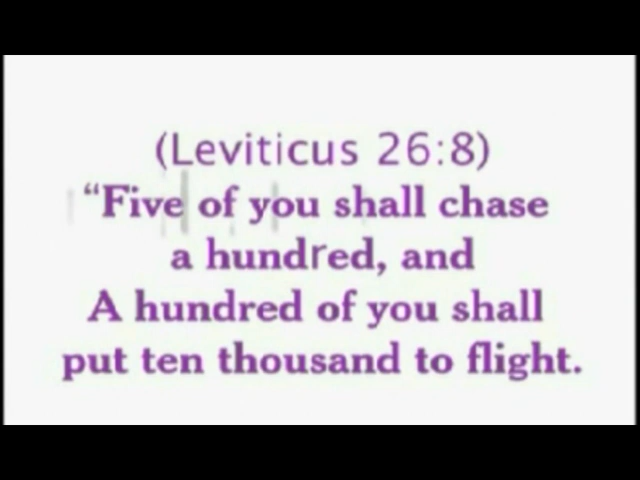 (Leviticus 26:8)
“Five of you shall chase
a hundred, and
A hundred of you shall
put ten thousand to flight.